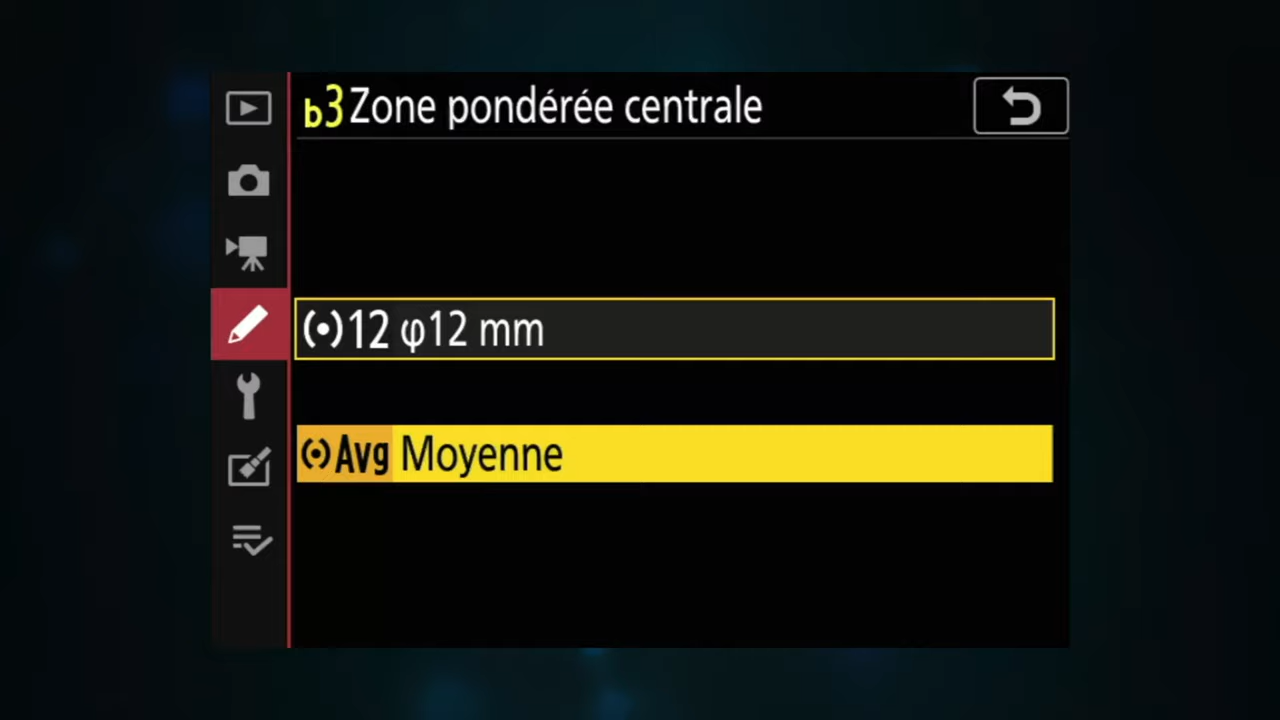 b3 Zone pondérée centrale
(•)12 φ12 mm
(•)Avg Moyenne